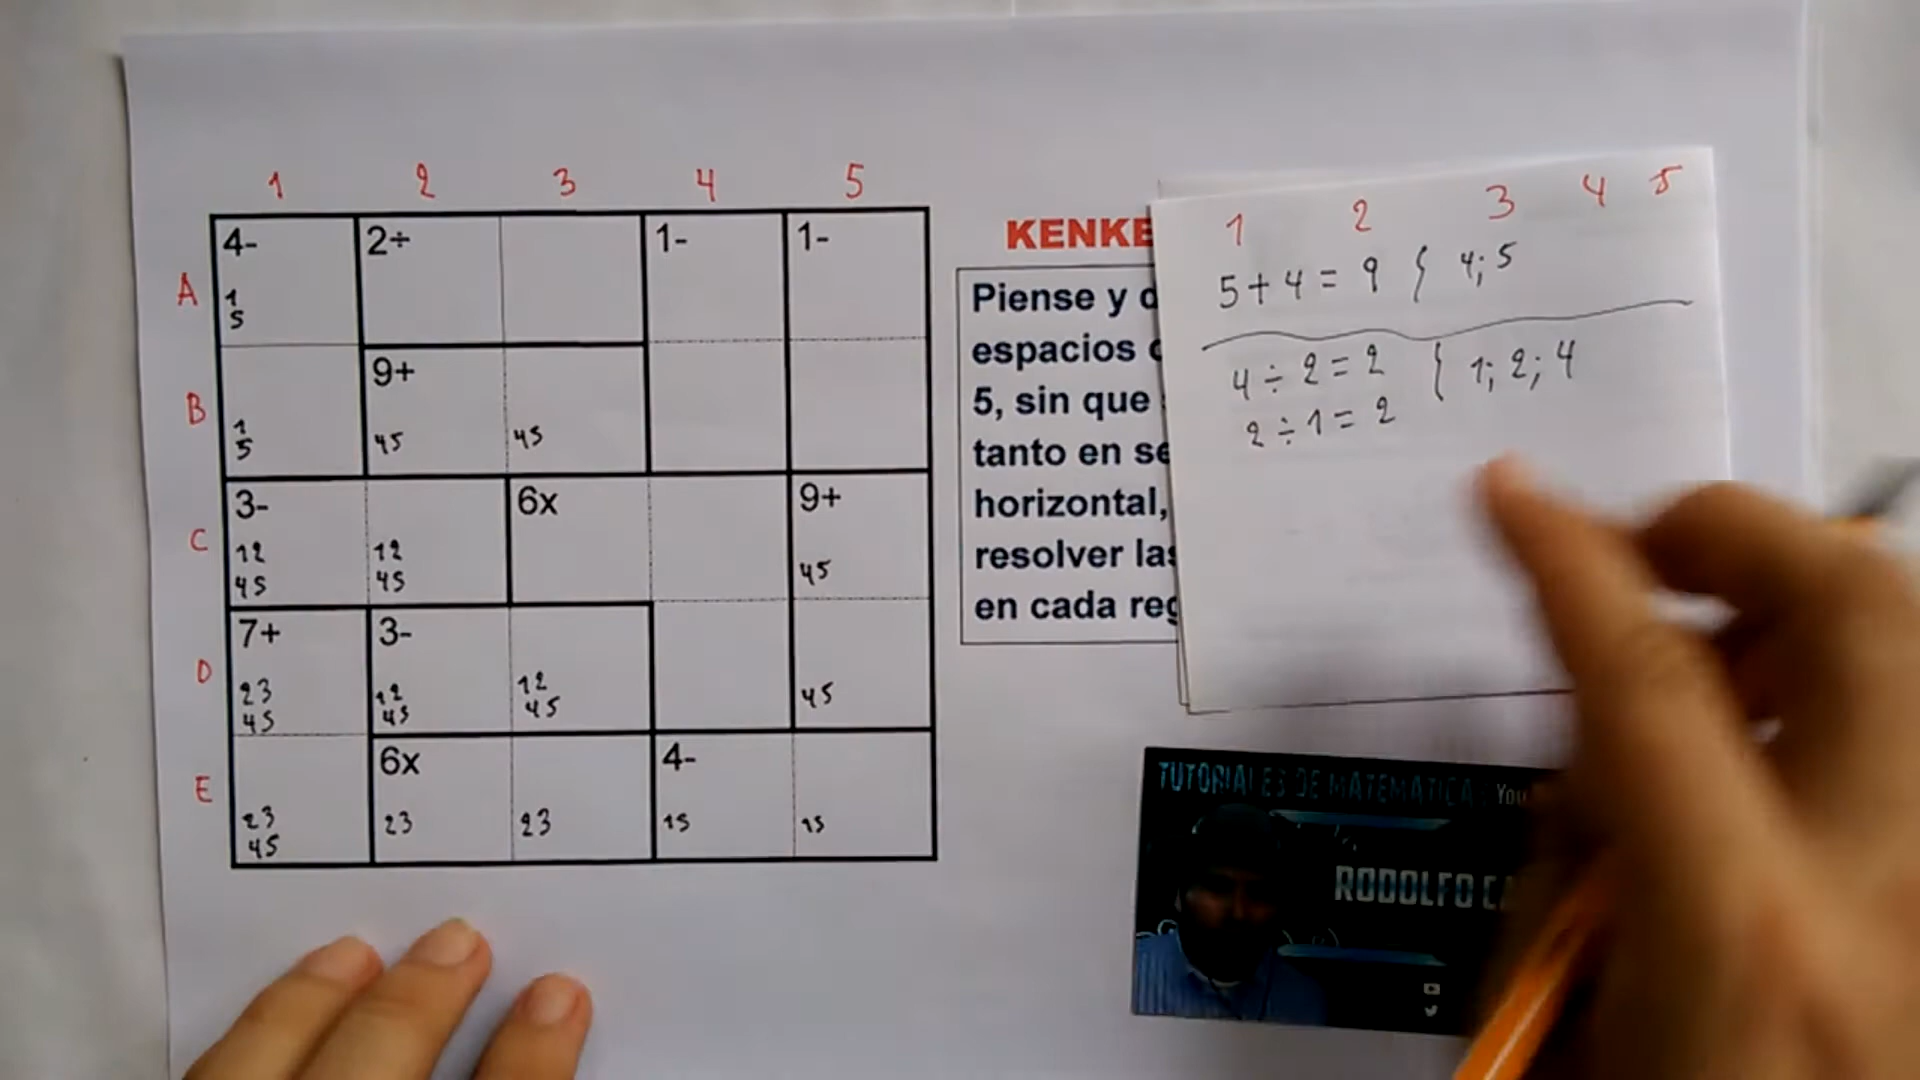 1 2 3 4 5
4- 2÷ 1- 1-
A
1
5
9+
B
1
5
45 45
3- 6x 9+
C
12 12
45 45 45
7+ 3-
D
23 12 12
45 45 45 45
6x 4-
E
23 23 23 15 15
45
KENKE
Piense y d
espacios
5, sin que
tanto en se
horizontal,
resolver las
en cada reg
1 2 3 4 5
5+4=9 { 4; 5
4÷2=2 { 1; 2; 4
2÷1=2
TUTORIALES DE MATEMATICA You
RODOLFO CA